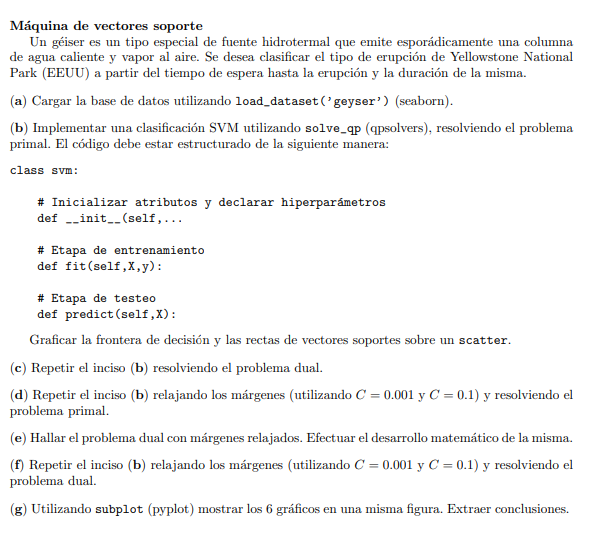 Máquina de vectores soporte
Un géiser es un tipo especial de fuente hidrotermal que emite esporádicamente una columna
de agua caliente y vapor al aire. Se desea clasificar el tipo de erupción de Yellowstone National
Park (EEUU) a partir del tiempo de espera hasta la erupción y la duración de la misma.
(a) Cargar la base de datos utilizando load_dataset('geyser') (seaborn).
(b) Implementar una clasificación SVM utilizando solve_qp (qpsolvers), resolviendo el problema
primal. El código debe estar estructurado de la siguiente manera:
class svm:
# Inicializar atributos y declarar hiperparámetros
def __init__(self,...
# Etapa de entrenamiento
def fit(self,X,y):
# Etapa de testeo
def predict(self,X):
Graficar la frontera de decisión y las rectas de vectores soportes sobre un scatter.
(c) Repetir el inciso (b) resolviendo el problema dual.
(d) Repetir el inciso (b) relajando los márgenes (utilizando C = 0.001 y C = 0.1) y resolviendo el
problema primal.
(e) Hallar el problema dual con márgenes relajados. Efectuar el desarrollo matemático de la misma.
(f) Repetir el inciso (b) relajando los márgenes (utilizando C = 0.001 y C = 0.1) y resolviendo el
problema dual.
(g) Utilizando subplot (pyplot) mostrar los 6 gráficos en una misma figura. Extraer conclusiones.